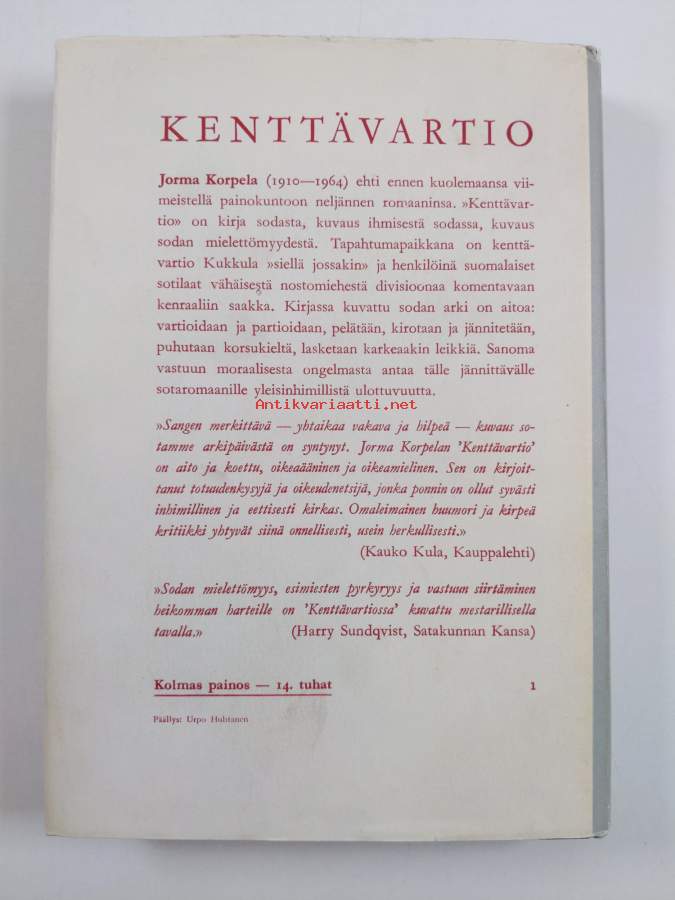 KENTTÄVARTIO
Jorma Korpela (1910—1964) ehti ennen kuolemaansa vii-
meistellä painokuntoon neljännen romaaninsa. »Kenttävar-
tio» on kirja sodasta, kuvaus ihmisestä sodassa, kuvaus
sodan mielettömyydestä. Tapahtumapaikkana on kenttä-
vartio Kukkula »siellä jossakin» ja henkilöinä suomalaiset
sotilaat vähäisestä nostomiehestä divisioonaa komentavaan
kenraaliin saakka. Kirjassa kuvattu sodan arki on aitoa:
vartioidaan ja partioidaan, pelätään, kirotaan ja jännitetään,
puhutaan korsukieltä, lasketaan karkeaakin leikkiä. Sanoma
vastuun moraalisesta ongelmasta antaa tälle jännittävälle
sotaromaanille yleisinhimillistä ulottuvuutta.
Antikvariaatti.net
»Sangen merkittävä — yhtaikaa vakava ja hilpeä — kuvaus so-
tamme arkipäivästä on syntynyt. Jorma Korpelan 'Kenttävartio'
on aito ja koettu, oikeaääninen ja oikeamielinen. Sen on kirjoit-
tanut totuudenkysyjä ja oikeudenetsijä, jonka ponnin on ollut syvästi
inhimillinen ja eettisesti kirkas. Omaleimainen huumori ja kirpeä
kritiikki yhtyvät siinä onnellisesti, usein herkullisesti.»
(Kauko Kula, Kauppalehti)
»Sodan mielettömyys, esimiesten pyrkyryys ja vastuun siirtäminen
heikomman harteille on 'Kenttävartiossa' kuvattu mestarillisella
tavalla.» (Harry Sundqvist, Satakunnan Kansa)
Kolmas painos — 14. tuhat 1
Päällys: Urpo Huhtanen